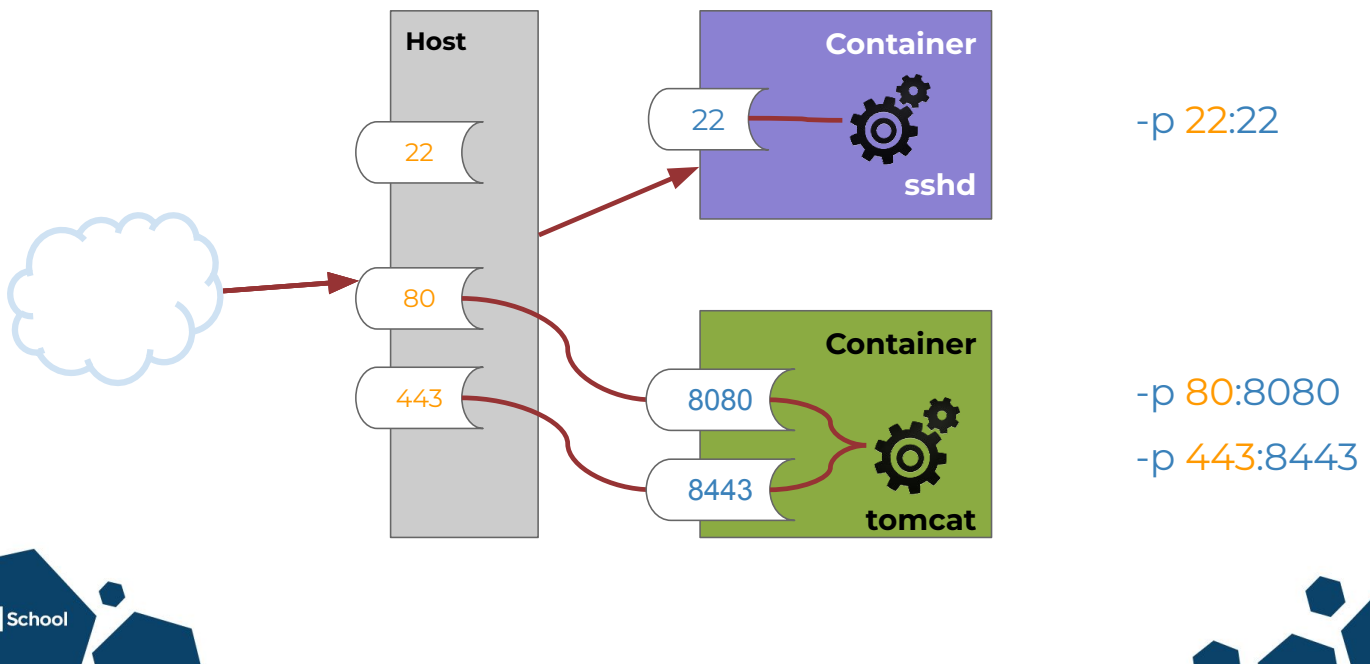 Host
22
80
443
Container
22
sshd
Container
8080
8443
tomcat
-p 22:22
-p 80:8080
-p 443:8443
School